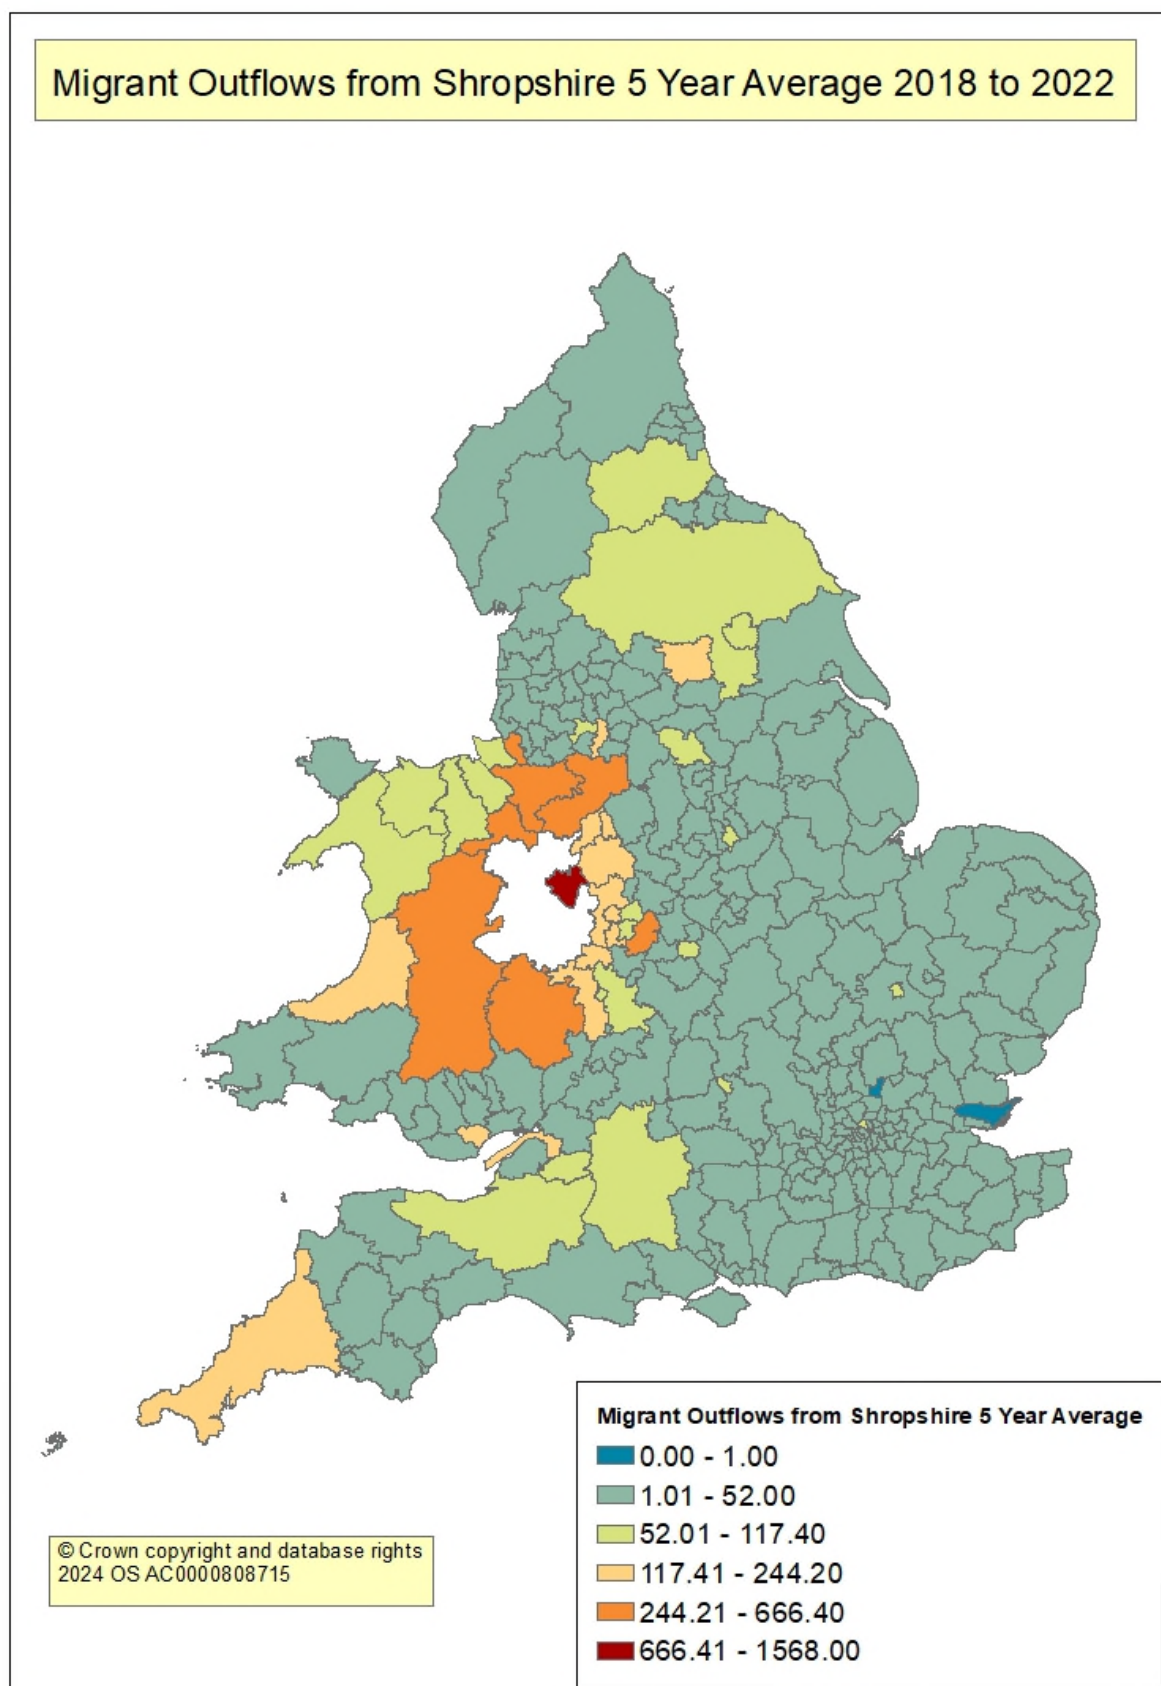 Migrant Outflows from Shropshire 5 Year Average 2018 to 2022
Migrant Outflows from Shropshire 5 Year Average
0.00 - 1.00
1.01 - 52.00
52.01 - 117.40
117.41 - 244.20
244.21 - 666.40
666.41 - 1568.00
© Crown copyright and database rights
2024 OS AC0000808715